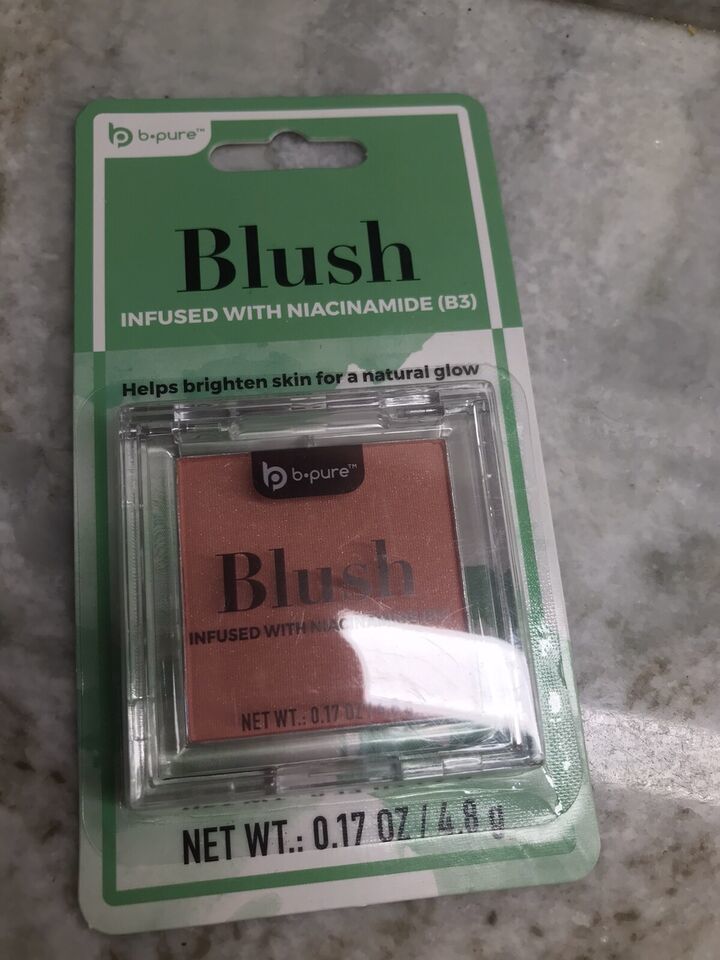 b•pure™
Blush
INFUSED WITH NIACINAMIDE (B3)
Helps brighten skin for a natural glow
b•pure™
Blush
INFUSED WITH
NET WT.: 0.17 OZ
NET WT.: 0.17 OZ / 4.8 g